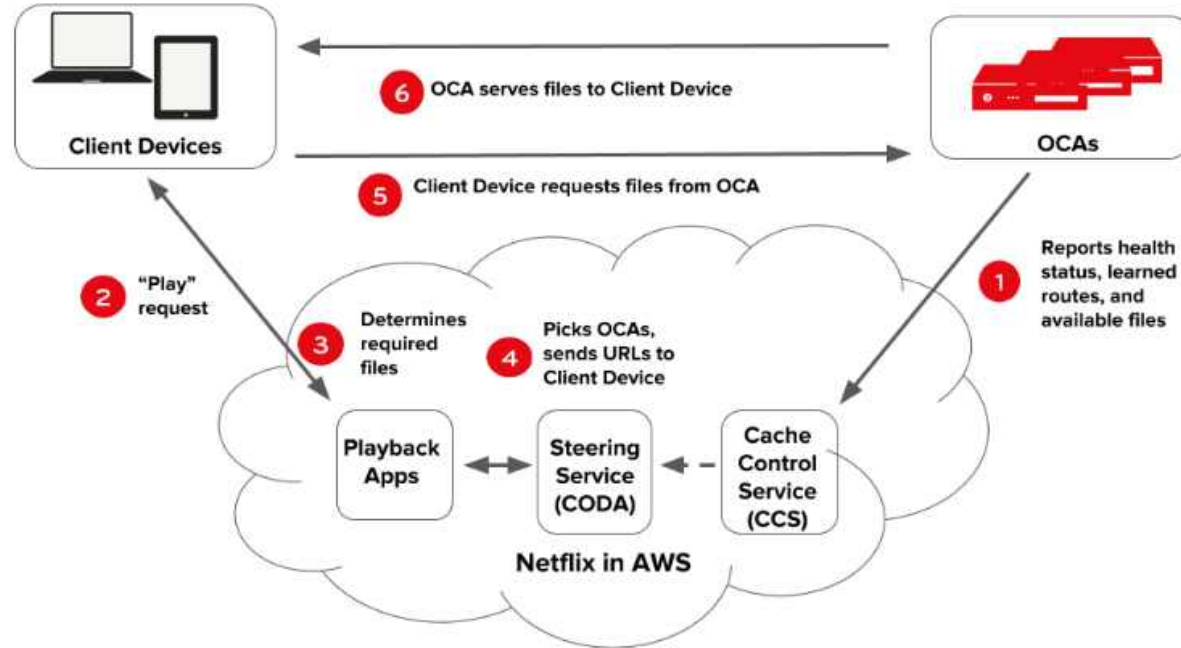 Client Devices
OCAs
6
OCA serves files to Client Device
5
Client Device requests files from OCA
1
Reports health
status, learned
routes, and
available files
2
“Play”
request
3
Determines
required
files
4
Picks OCAs,
sends URLs to
Client Device
Playback
Apps
Steering
Service
(CODA)
Cache
Control
Service
(CCS)
Netflix in AWS